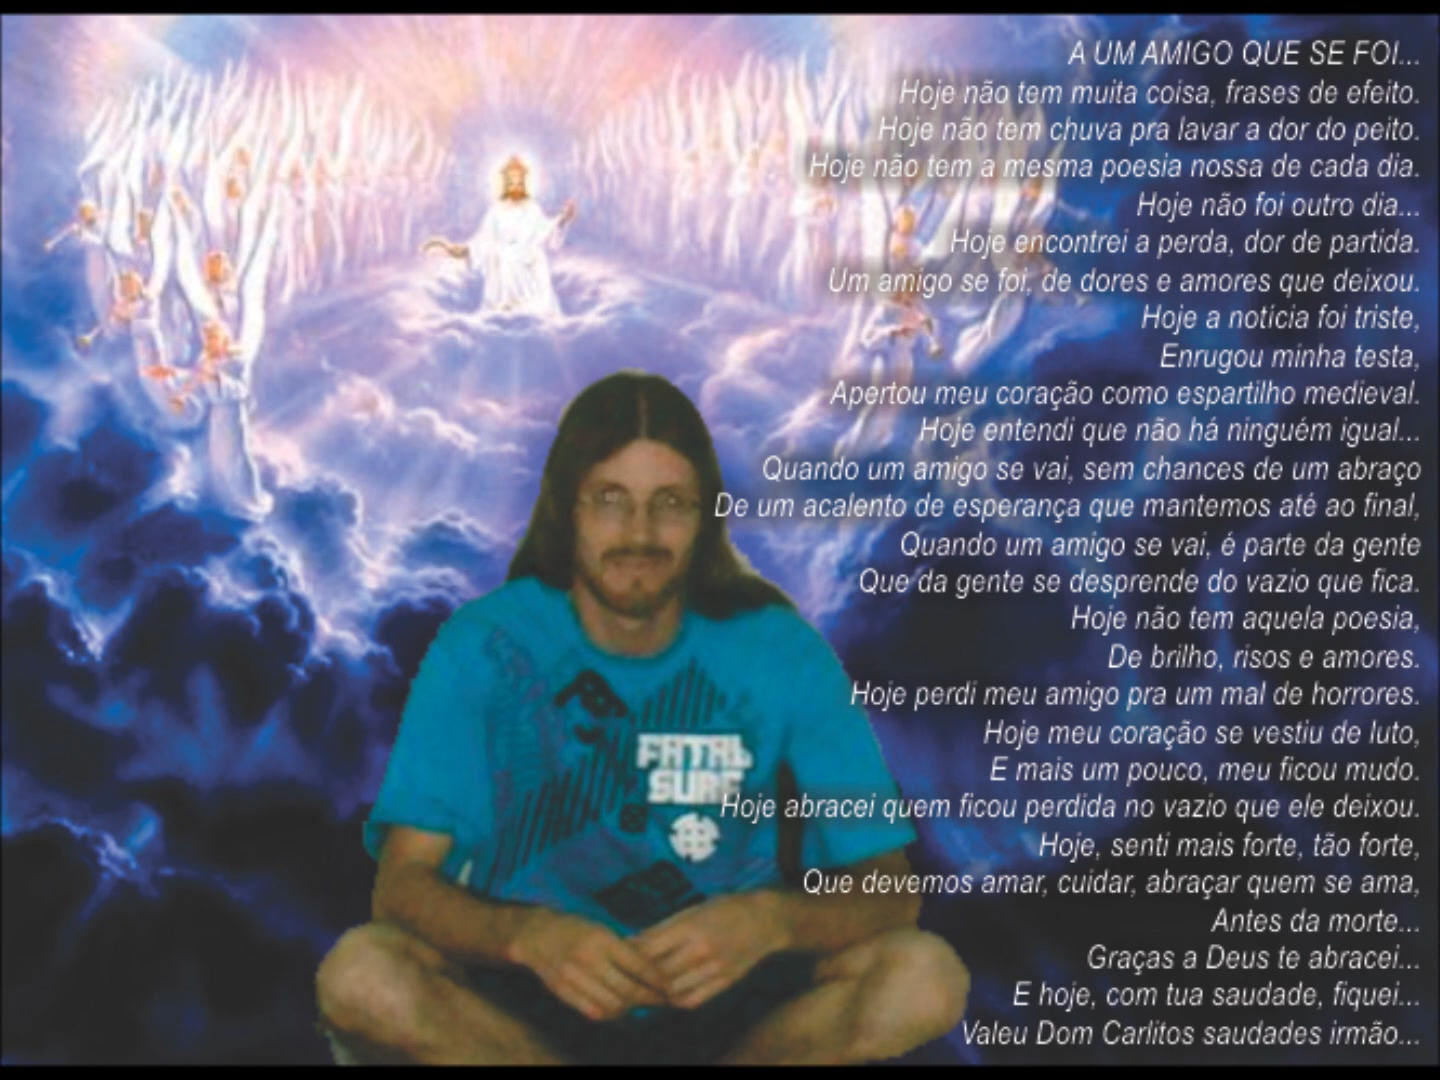 A UM AMIGO QUE SE FOI...
Hoje não tem muita coisa, frases de efeito.
Hoje não tem chuva pra lavar a dor do peito.
Hoje não tem a mesma poesia nossa de cada dia.
Hoje não foi outro dia...
Hoje encontrei a perda, dor de partida.
Um amigo se foi, de dores e amores que deixou.
Hoje a notícia foi triste,
Enrugou minha testa,
Apertou meu coração como espartilho medieval.
Hoje entendi que não há ninguém igual...
Quando um amigo se vai, sem chances de um abraço
De um acalento de esperança que mantemos até ao final,
Quando um amigo se vai, é parte da gente
Que da gente se desprende do vazio que fica.
Hoje não tem aquela poesia,
De brilho, risos e amores.
Hoje perdi meu amigo pra um mal de horrores.
Hoje meu coração se vestiu de luto,
E mais um pouco, meu ficou mudo.
Hoje abracei quem ficou perdida no vazio que ele deixou.
Hoje, senti mais forte, tão forte,
Que devemos amar, cuidar, abraçar quem se ama,
Antes da morte...
Graças a Deus te abracei...
E hoje, com tua saudade, fiquei...
Valeu Dom Carlitos saudades irmão...
FATAL
SURF